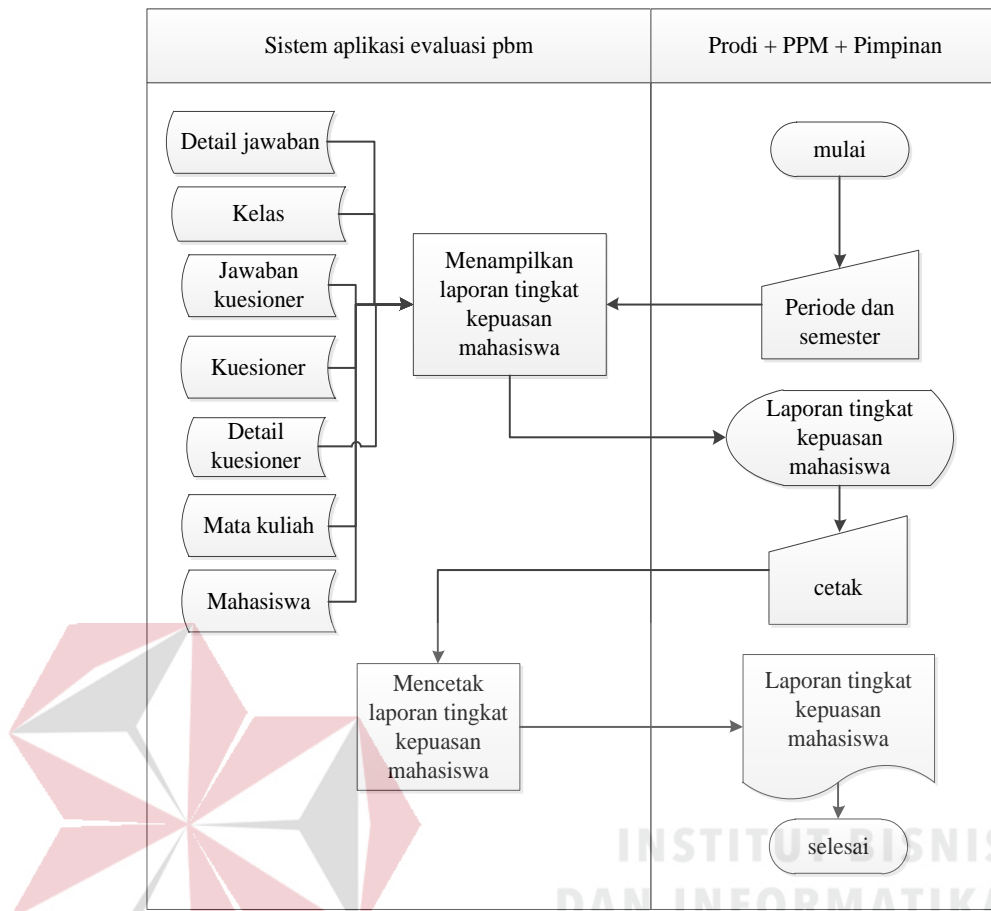 Sistem aplikasi evaluasi pbm
Prodi + PPM + Pimpinan
Detail jawaban
Kelas
Jawaban
kuesioner
Kuesioner
Detail
kuesioner
Mata kuliah
Mahasiswa
Menampilkan
laporan tingkat
kepuasan
mahasiswa
mulai
Periode dan
semester
Laporan tingkat
kepuasan
mahasiswa
cetak
Mencetak
laporan tingkat
kepuasan
mahasiswa
Laporan tingkat
kepuasan
mahasiswa
selesai
INSTITUT BISNIS
DAN INFORMATIKA